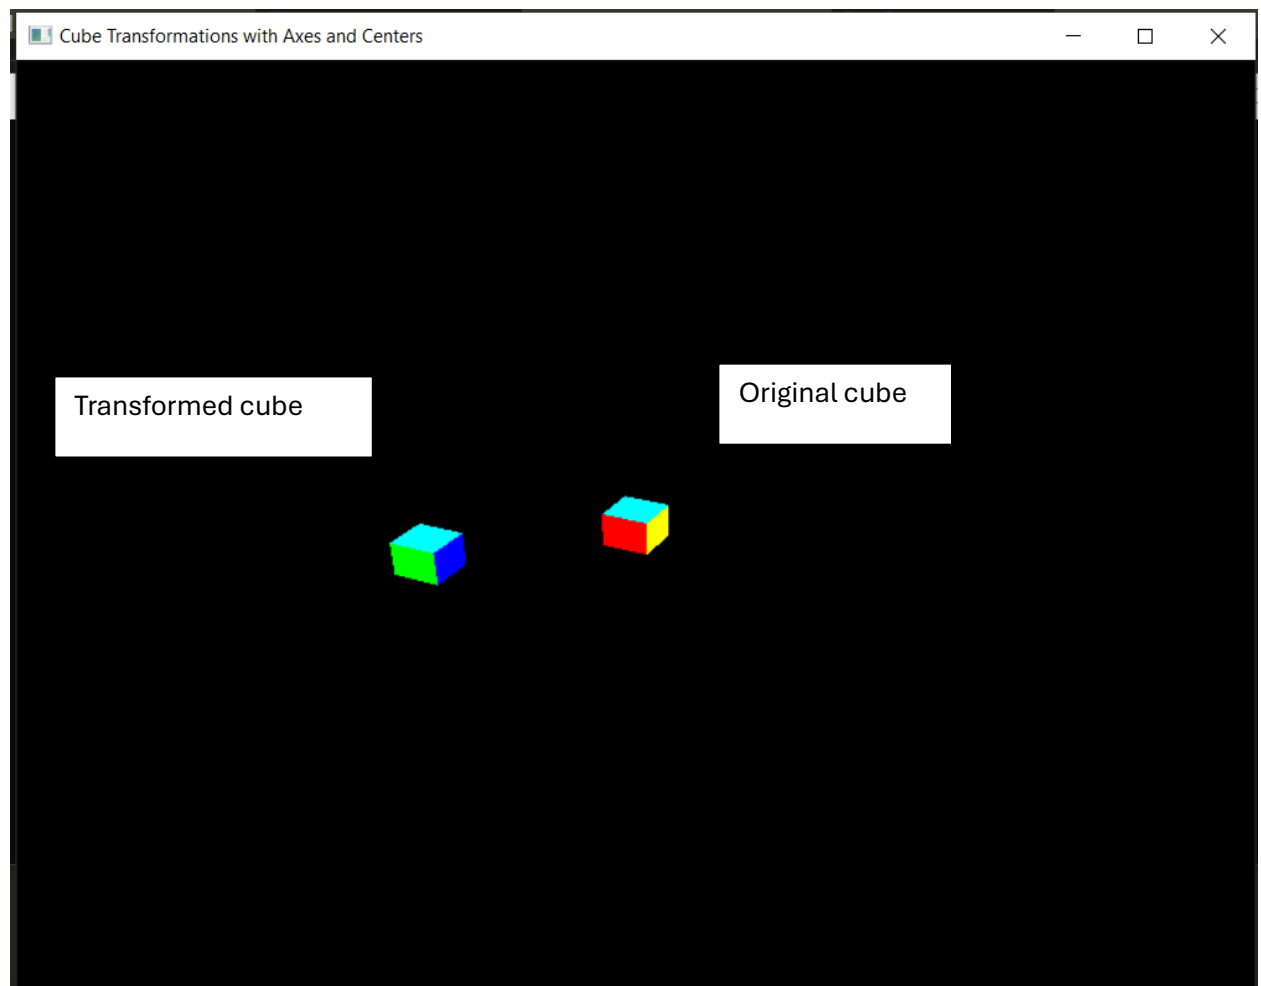 Cube Transformations with Axes and Centers
Original cube
Transformed cube